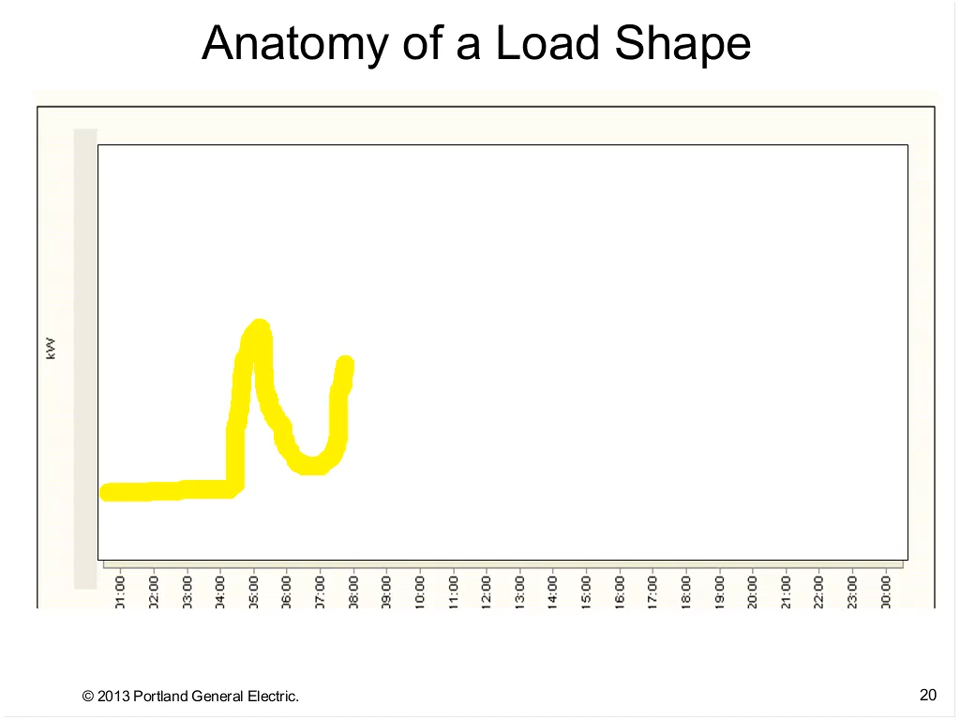 Anatomy of a Load Shape
kW
01:00 02:00 03:00 04:00 05:00 06:00 07:00 08:00 09:00 10:00 11:00 12:00 13:00 14:00 15:00 16:00 17:00 18:00 19:00 20:00 21:00 22:00 23:00 00:00
© 2013 Portland General Electric.
20